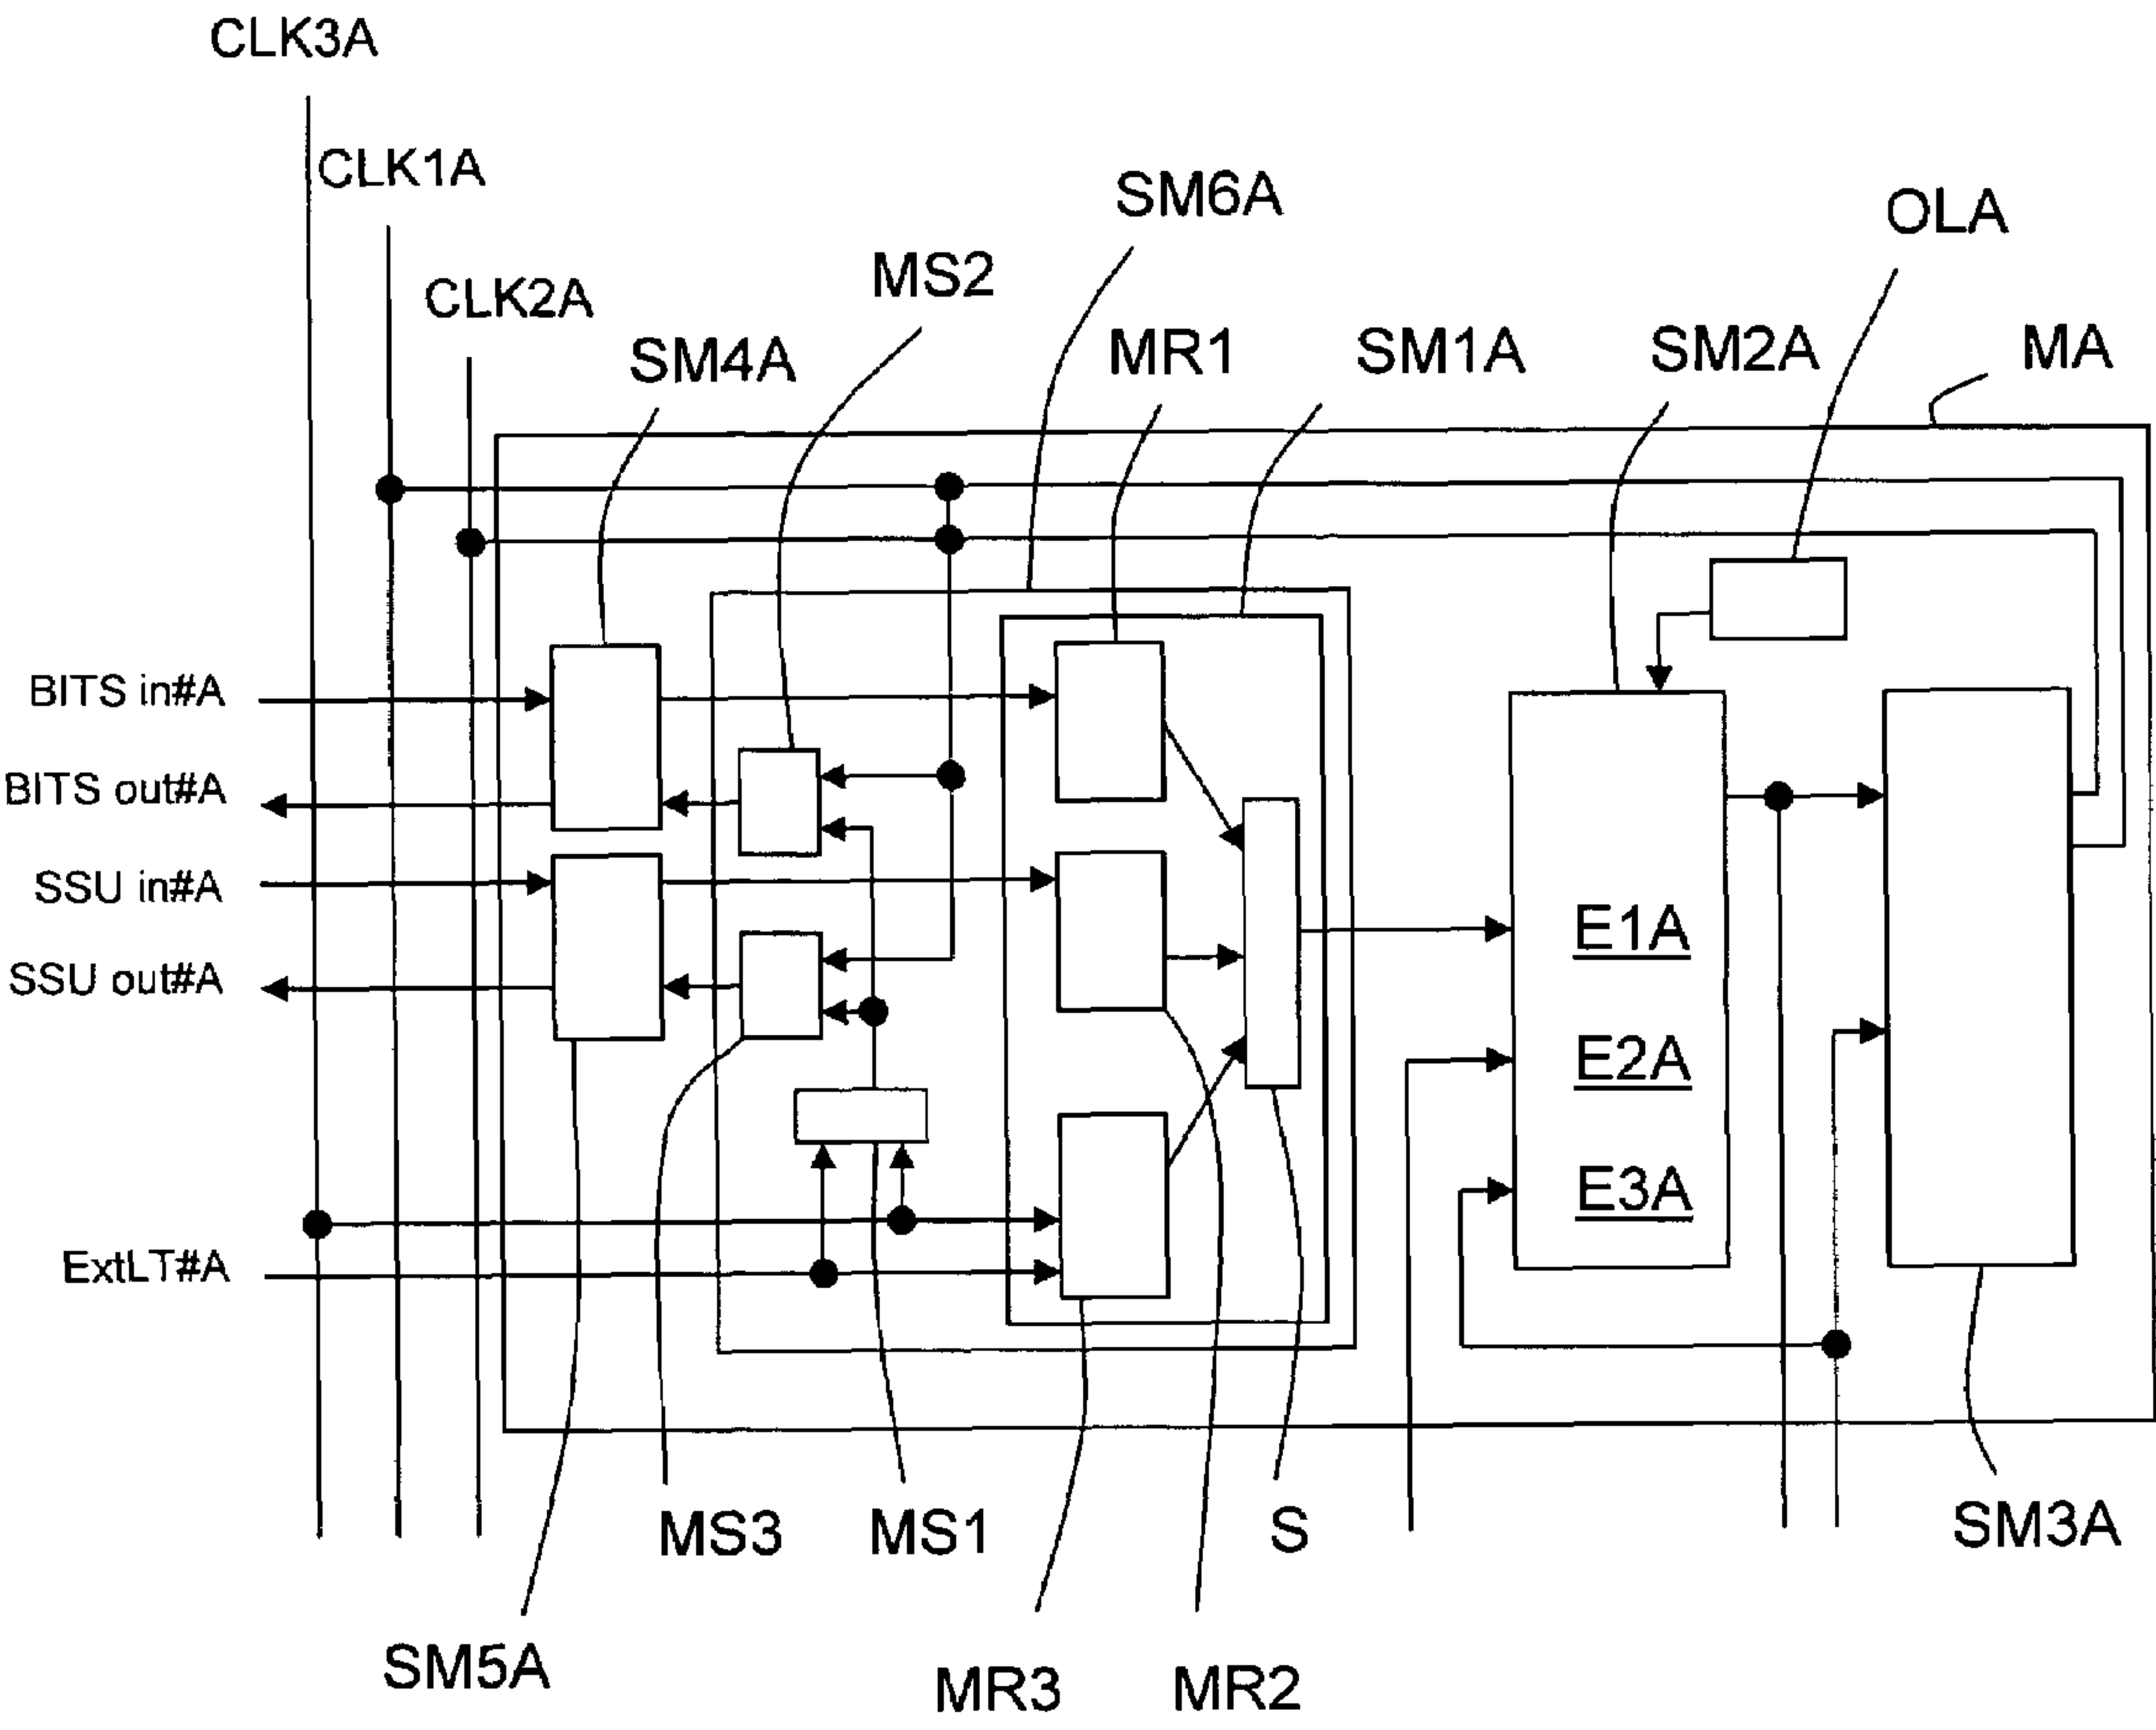 CLK3A
CLK1A
SM6A
OLA
MS2
CLK2A
SM4A
MR1
SM1A
SM2A
MA
BITS in#A
BITS out#A
SSU in#A
E1A
SSU out#A
E2A
E3A
ExtLT#A
MS3
MS1
S
SM3A
SM5A
MR3
MR2